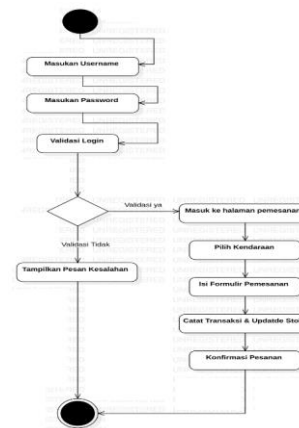 Masukan Username
Masukan Password
Validasi Login
Validasi ya
Masuk ke halaman pemesanan
Validasi Tidak
Pilih Kendaraan
Tampilkan Pesan Kesalahan
Isi Formulir Pemesanan
Catat Transaksi & Updatde Sto
Konfirmasi Pesanan